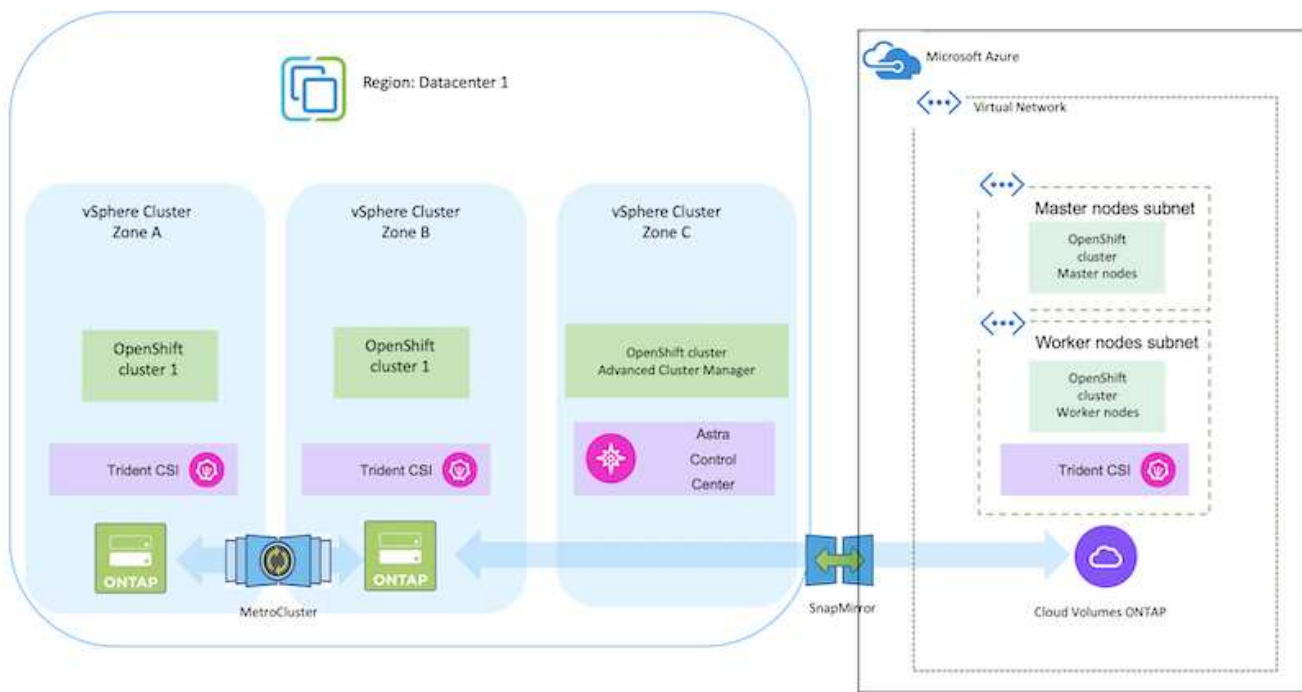 Region: Datacenter 1
vSphere Cluster
Zone A
OpenShift
cluster 1
Trident CSI
ONTAP
vSphere Cluster
Zone B
OpenShift
cluster 1
Trident CSI
ONTAP
MetroCluster
vSphere Cluster
Zone C
OpenShift cluster
Advanced Cluster Manager
Astra
Control
Center
SnapMirror
Microsoft Azure
Virtual Network
Master nodes subnet
OpenShift
cluster
Master nodes
Worker nodes subnet
OpenShift
cluster
Worker nodes
Trident CSI
Cloud Volumes ONTAP